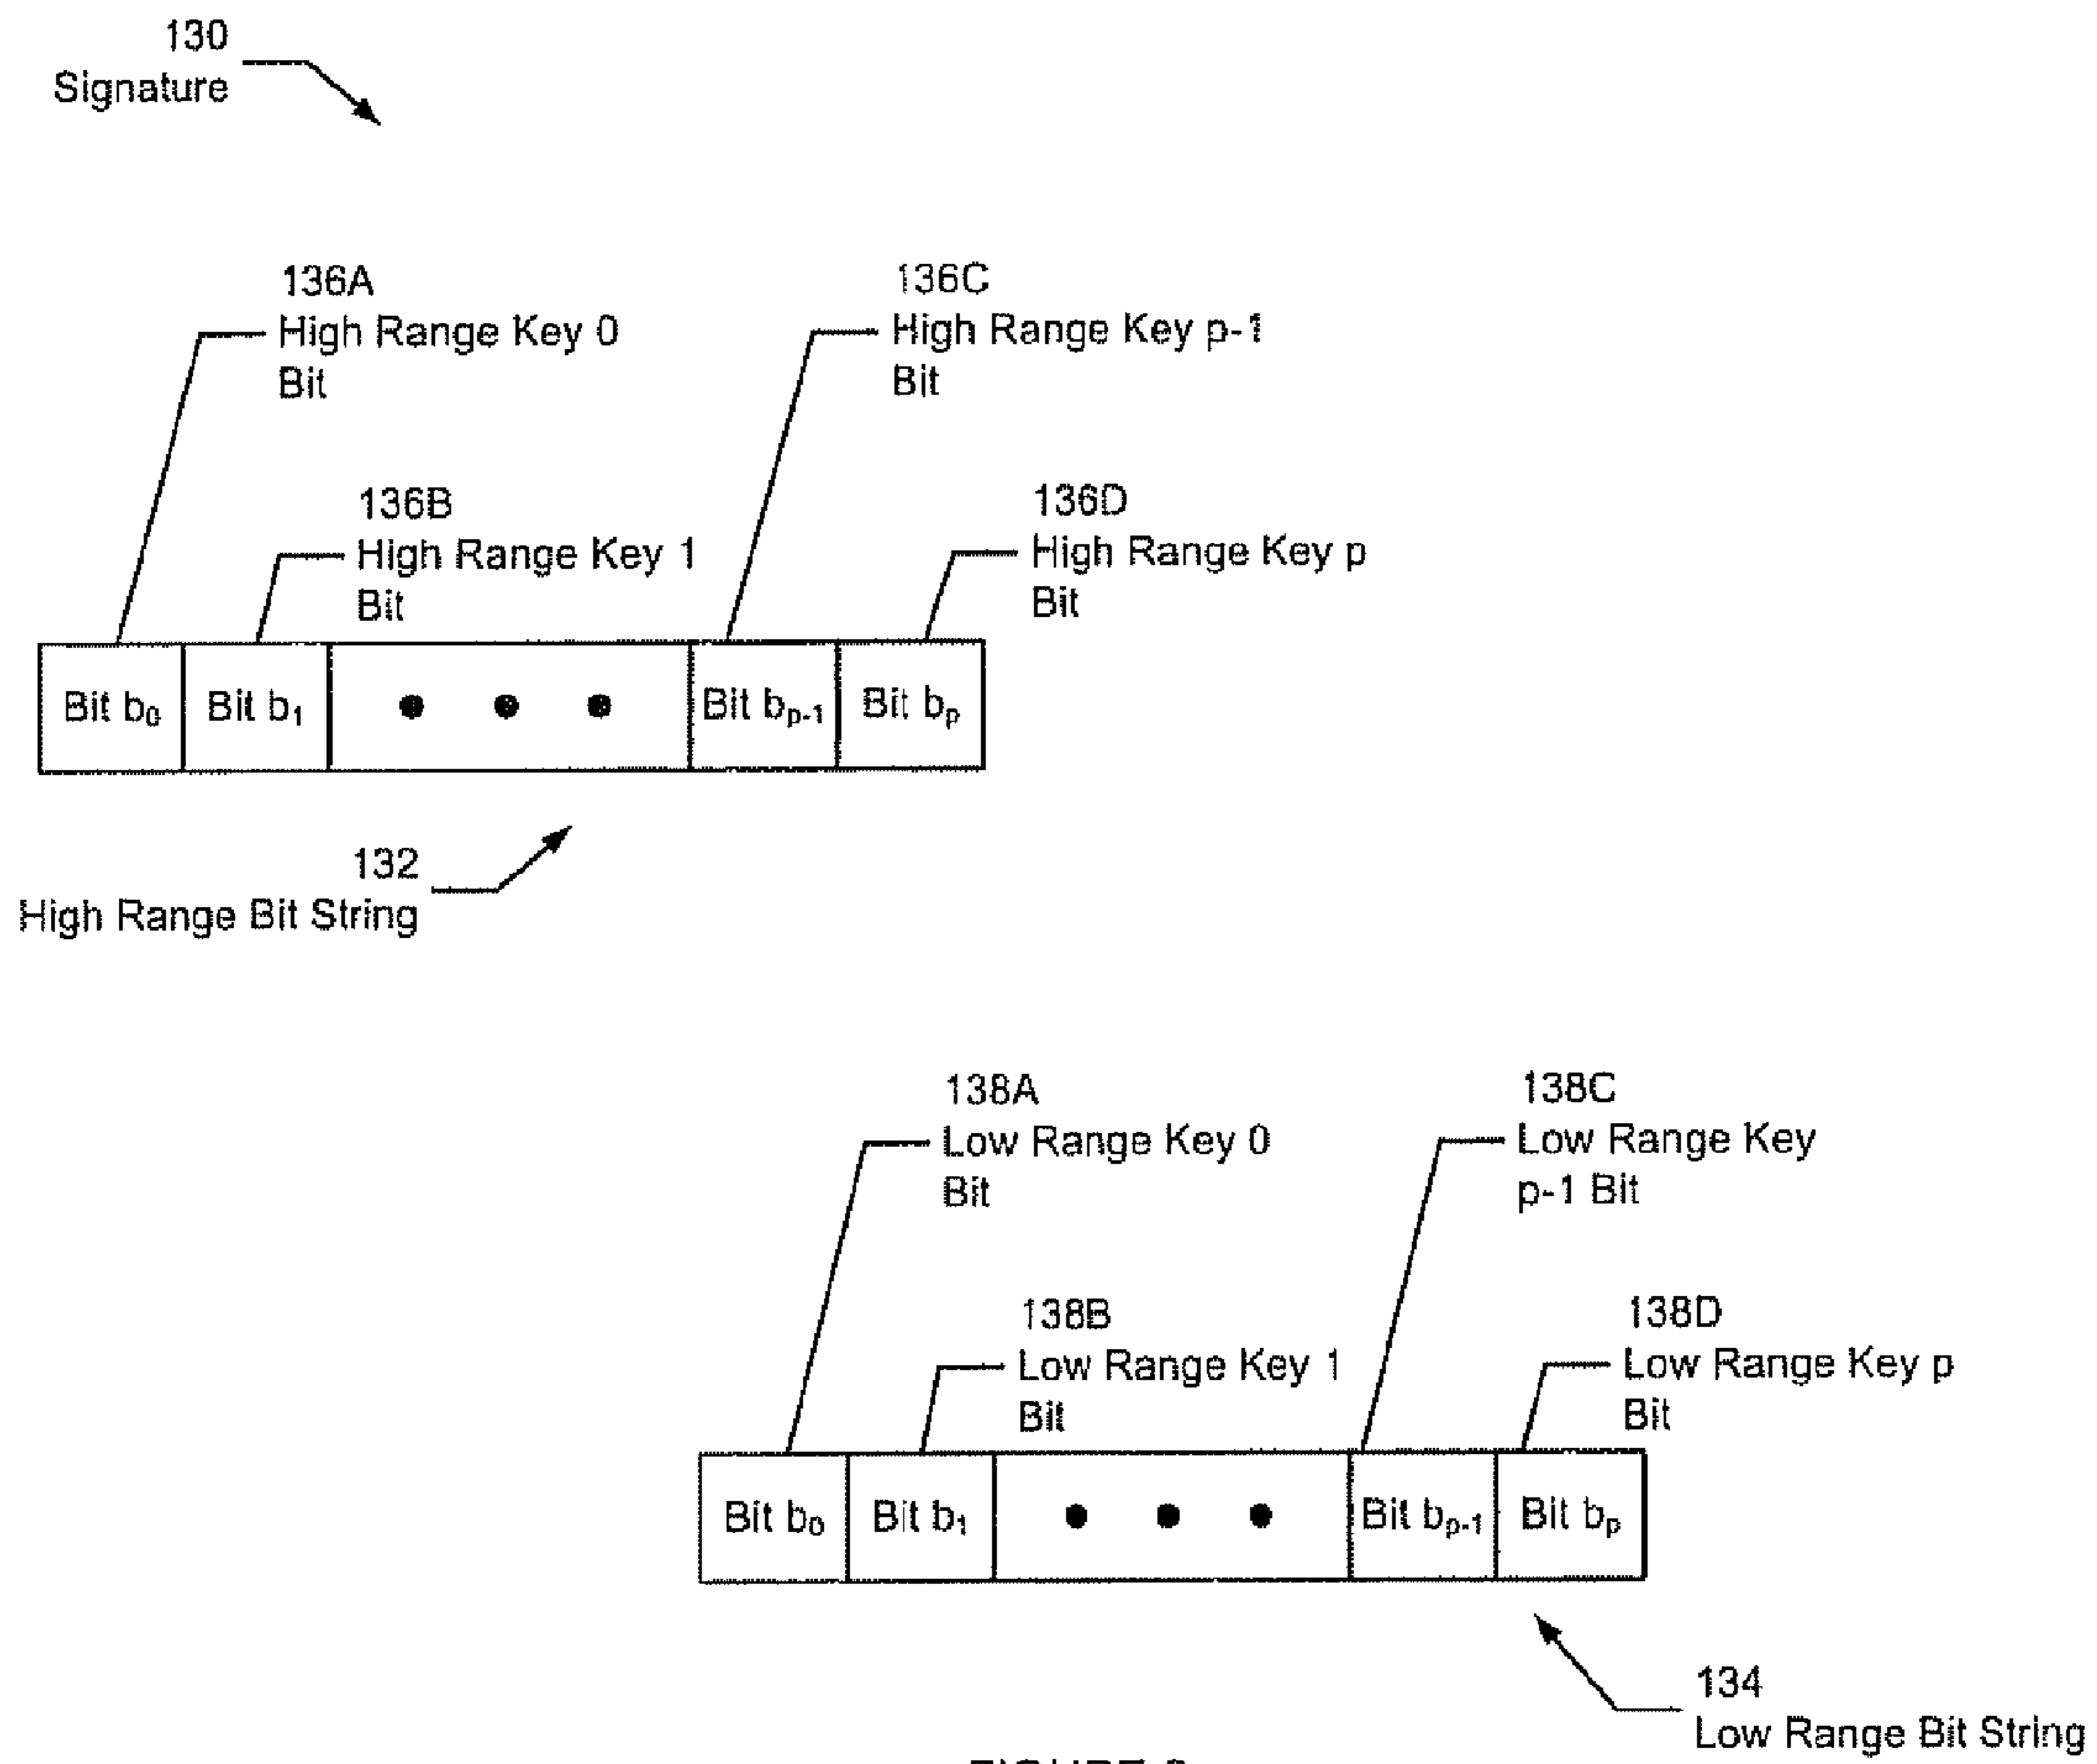 130
Signature
136A
High Range Key 0
Bit
136C
High Range Key p-1
Bit
136B
High Range Key 1
Bit
136D
High Range Key p
Bit
Bit b₀ Bit b₁ • • • Bit bₚ₋₁ Bit bₚ
132
High Range Bit String
138A
Low Range Key 0
Bit
138C
Low Range Key
p-1 Bit
138B
Low Range Key 1
Bit
138D
Low Range Key p
Bit
Bit b₀ Bit b₁ • • • Bit bₚ₋₁ Bit bₚ
134
Low Range Bit String
FIGURE